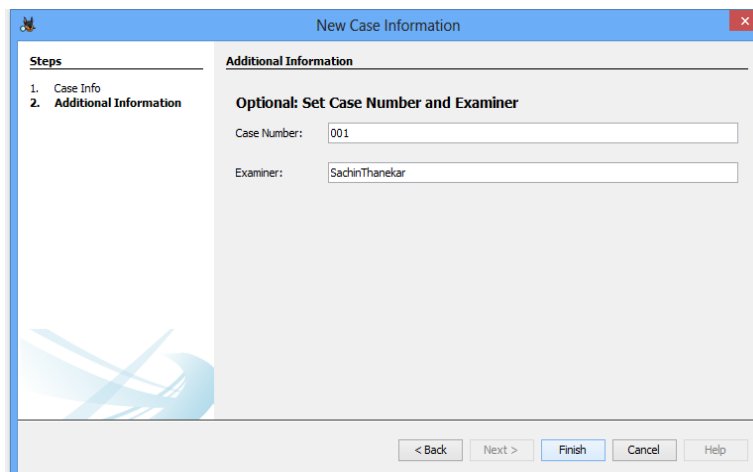 New Case Information
Steps
1. Case Info
2. Additional Information
Additional Information
Optional: Set Case Number and Examiner
Case Number: 001
Examiner: SachinThanekar
< Back Next > Finish Cancel Help